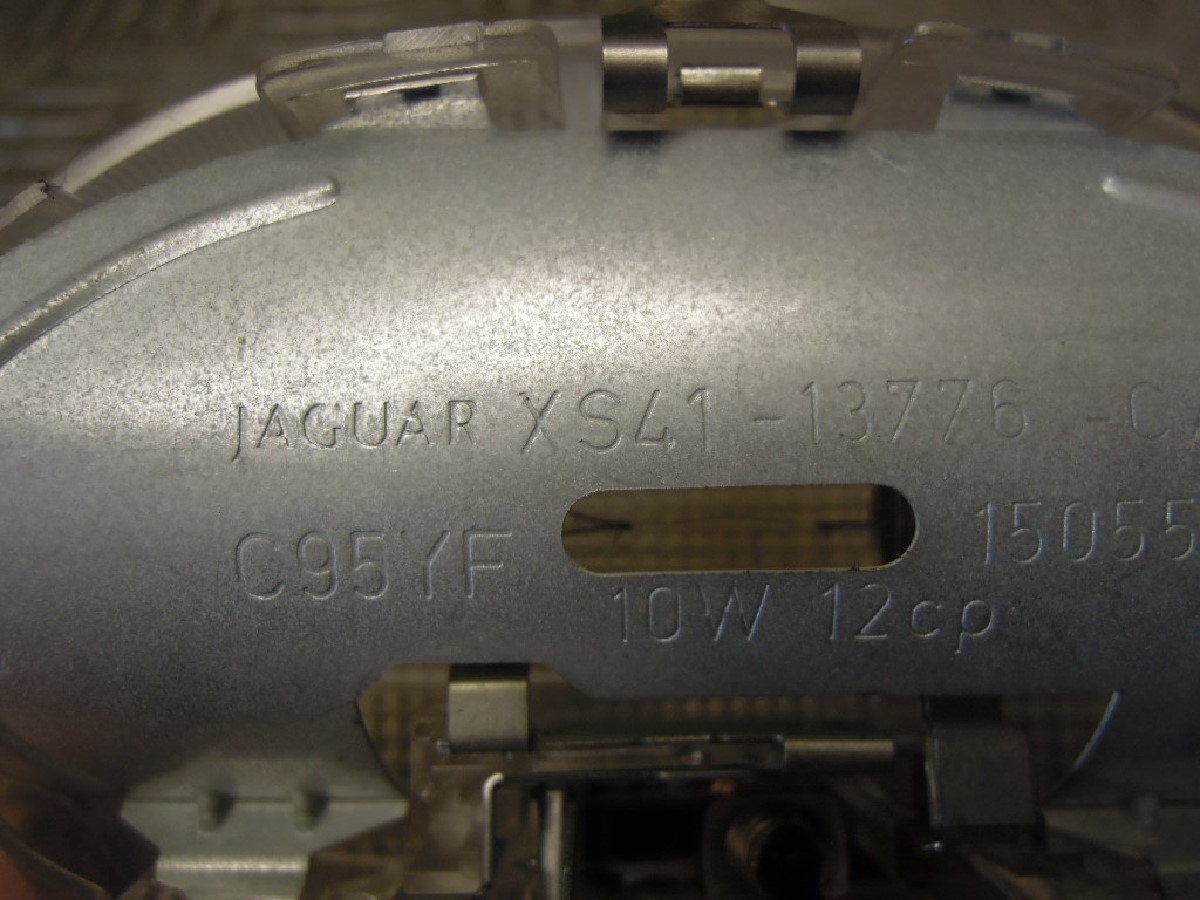 JAGUAR XS41 -13776 -C
C95YF 15055
10W 12cp